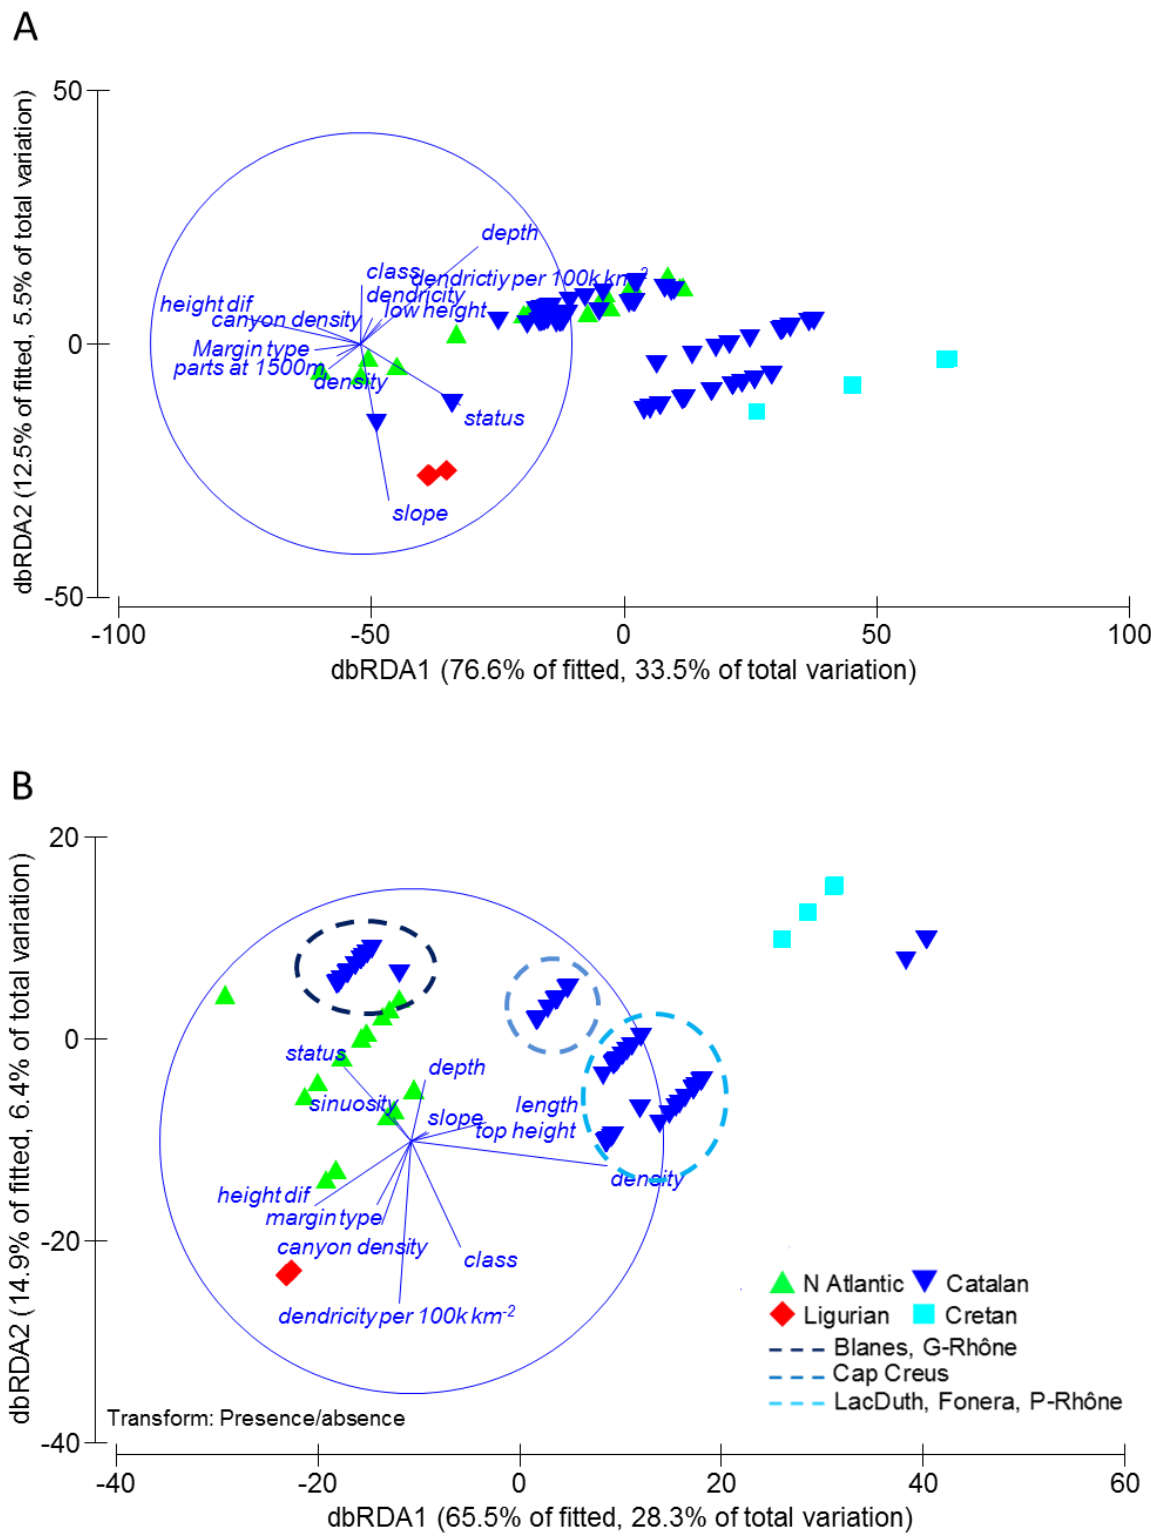 A
50
0
-50
dbRDA2 (12.5% of fitted, 5.5% of total variation)
depth
class
dendrictiy per 100k km-2
dendricity
height dif
low height
canyon density
Margin type
parts at 1500m
density
status
slope
-100
-50
0
50
100
dbRDA1 (76.6% of fitted, 33.5% of total variation)
B
20
0
-20
-40
dbRDA2 (14.9% of fitted, 6.4% of total variation)
status
depth
sinuosity
length
slope
top height
density
height dif
margin type
canyon density
class
dendricity per 100k km-2
N Atlantic
Catalan
Ligurian
Cretan
Blanes, G-Rhône
Cap Creus
LacDuth, Fonera, P-Rhône
Transform: Presence/absence
-40
-20
0
20
40
60
dbRDA1 (65.5% of fitted, 28.3% of total variation)